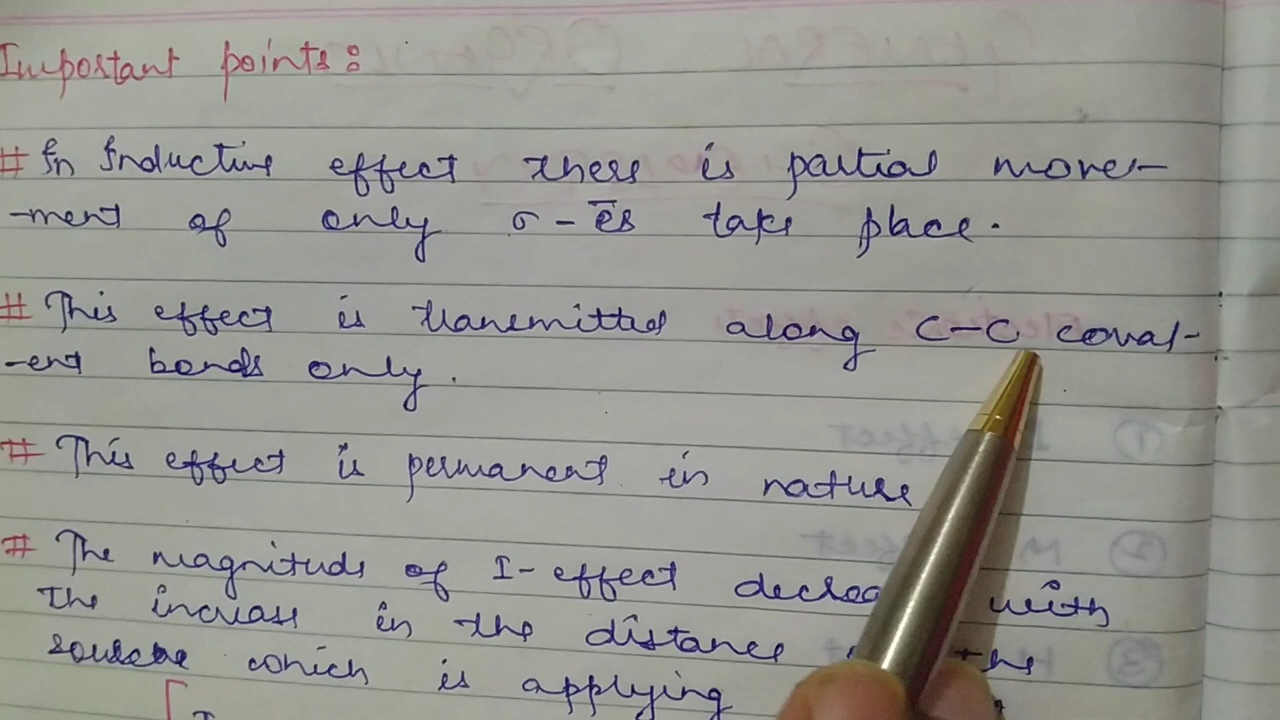 Important points:
# In Inductive effect there is partial move-
-ment of only σ-ēs take place.
# This effect is transmitted along C-C coval-
-ent bonds only.
# This effect is permanent in nature
# The magnitude of I-effect with
the increase in the distance the
source which is applying